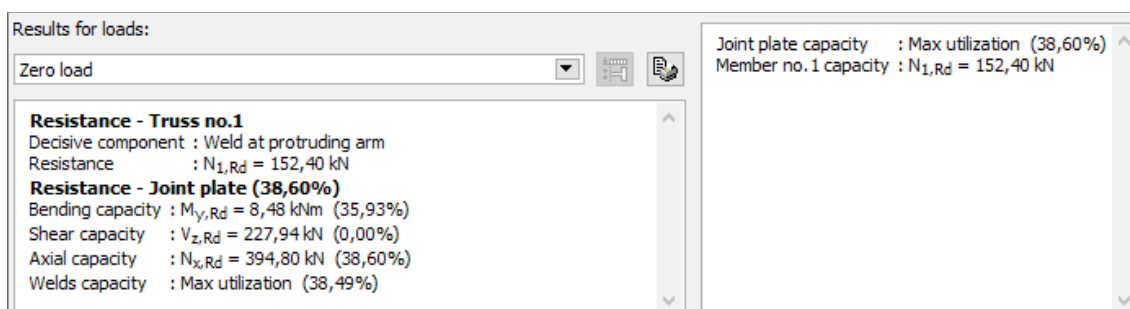 Results for loads:
Zero load
Resistance - Truss no.1
Decisive component : Weld at protruding arm
Resistance : N1,Rd = 152,40 kN
Resistance - Joint plate (38,60%)
Bending capacity : My,Rd = 8,48 kNm (35,93%)
Shear capacity : Vz,Rd = 227,94 kN (0,00%)
Axial capacity : Nx,Rd = 394,80 kN (38,60%)
Welds capacity : Max utilization (38,49%)
Joint plate capacity : Max utilization (38,60%)
Member no.1 capacity : N1,Rd = 152,40 kN